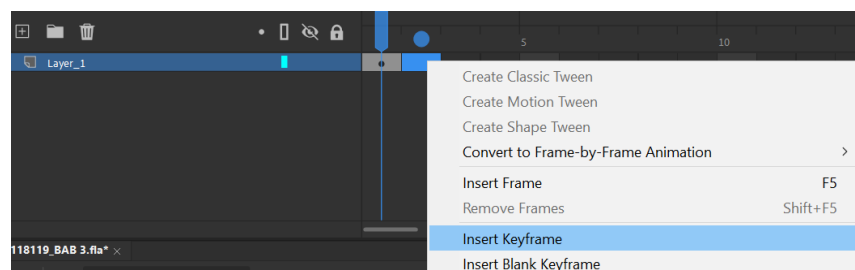 5
10
Layer_1
Create Classic Tween
Create Motion Tween
Create Shape Tween
Convert to Frame-by-Frame Animation
Insert Frame F5
Remove Frames Shift+F5
Insert Keyframe
118119_BAB 3.fla*
Insert Blank Keyframe